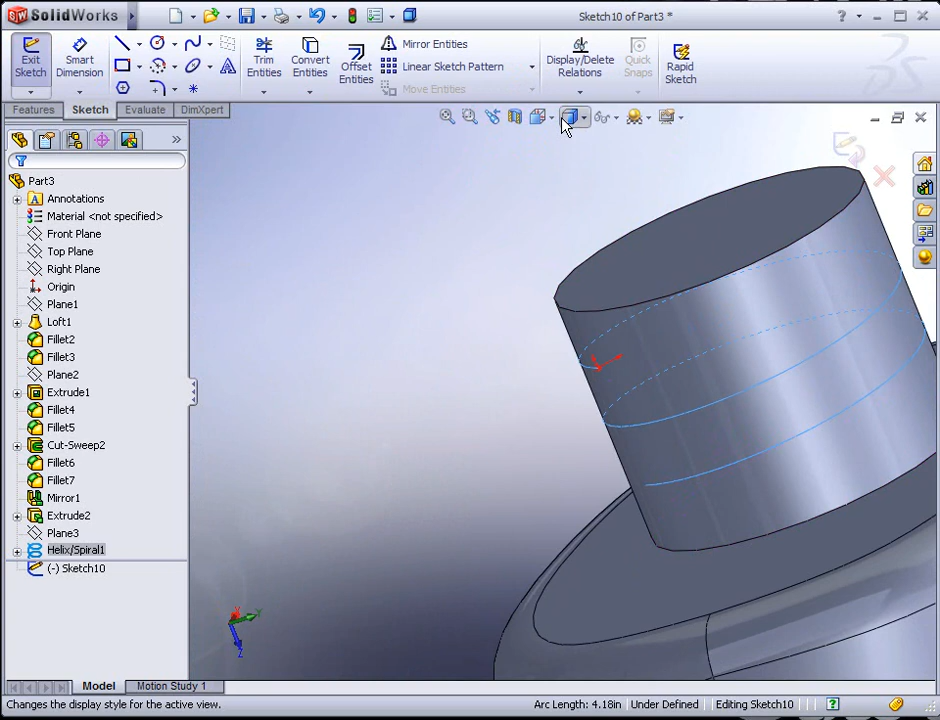 SW SolidWorks
Sketch10 of Part3 *
Exit Sketch
Smart Dimension
Trim Entities
Convert Entities
Offset Entities
Mirror Entities
Linear Sketch Pattern
Move Entities
Display/Delete Relations
Quick Snaps
Rapid Sketch
Features
Sketch
Evaluate
DimXpert
Part3
Annotations
Material <not specified>
Front Plane
Top Plane
Right Plane
Origin
Plane1
Loft1
Fillet2
Fillet3
Plane2
Extrude1
Fillet4
Fillet5
Cut-Sweep2
Fillet6
Fillet7
Mirror1
Extrude2
Plane3
Helix/Spiral1
(-) Sketch10
X
Y
Z
Model
Motion Study 1
Changes the display style for the active view.
Arc Length: 4.18in
Under Defined
Editing Sketch10